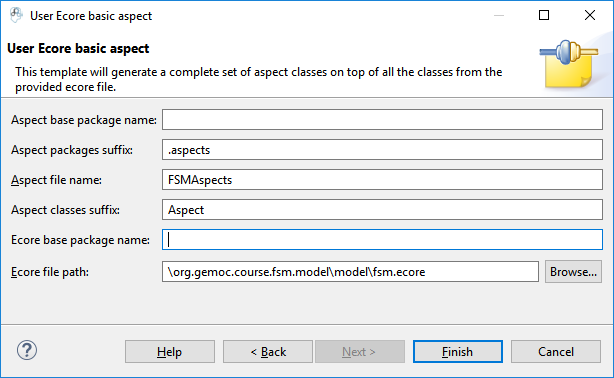 User Ecore basic aspect
User Ecore basic aspect
This template will generate a complete set of aspect classes on top of all the classes from the
provided ecore file.
Aspect base package name:
Aspect packages suffix: .aspects
Aspect file name: FSMAspects
Aspect classes suffix: Aspect
Ecore base package name:
Ecore file path: \org.gemoc.course.fsm.model\model\fsm.ecore Browse...
? Help < Back Next > Finish Cancel